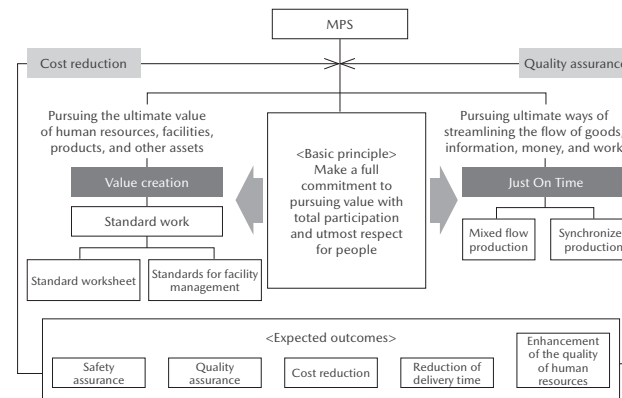 MPS
Cost reduction
Quality assurance
Pursuing the ultimate value
of human resources, facilities,
products, and other assets
Pursuing ultimate ways of
streamlining the flow of goods,
information, money, and work
<Basic principle>
Make a full
commitment to
pursuing value with
total participation
and utmost respect
for people
Value creation
Just On Time
Standard work
Mixed flow
production
Synchronize
production
Standard worksheet
Standards for facility
management
<Expected outcomes>
Safety
assurance
Quality
assurance
Cost reduction
Reduction of
delivery time
Enhancement
of the quality
of human
resources